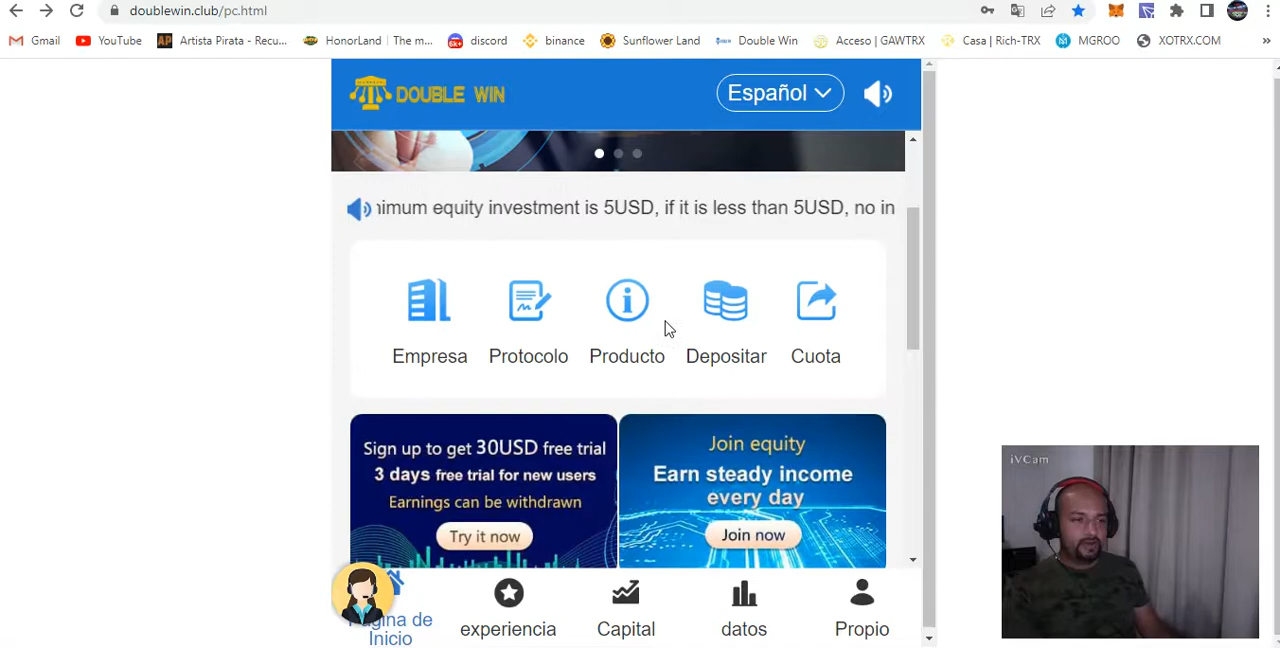 doublewin.club/pc.html
Gmail YouTube Artista Pirata - Recu... HonorLand | The m... discord binance Sunflower Land Double Win Acceso | GAWTRX Casa | Rich-TRX MGROO XOTRX.COM »
DOUBLE WIN Español
nimum equity investment is 5USD, if it is less than 5USD, no in
Empresa Protocolo Producto Depositar Cuota
Sign up to get 30USD free trial
3 days free trial for new users
Earnings can be withdrawn
Try it now
Join equity
Earn steady income
every day
Join now
Página de
Inicio
experiencia Capital datos Propio
iVCam
6K+